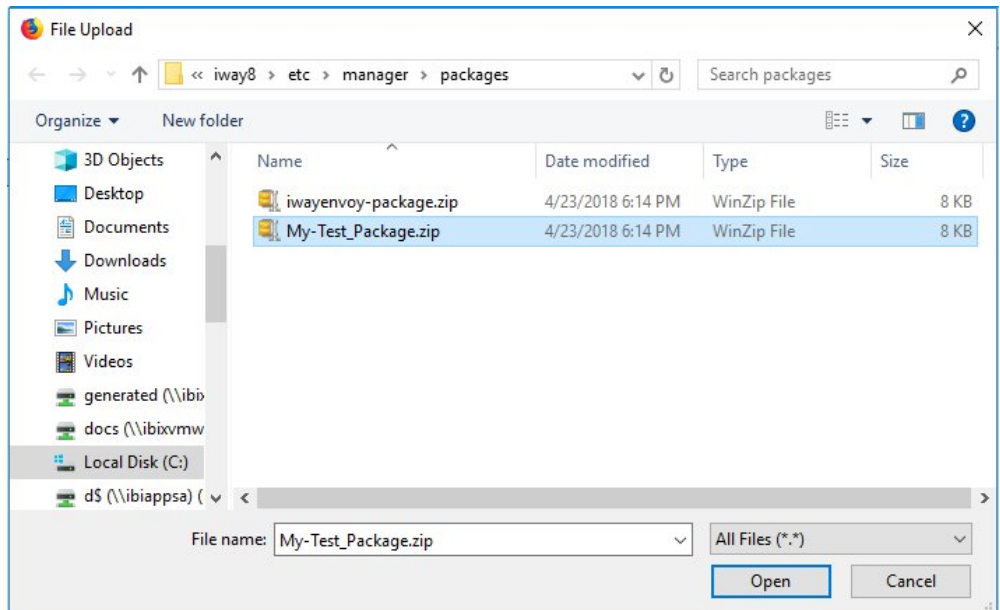 File Upload
« iway8 > etc > manager > packages
Search packages
Organize
New folder
Name Date modified Type Size
3D Objects
Desktop
Documents
Downloads
Music
Pictures
Videos
generated (\\ibix
docs (\\ibixvmw
Local Disk (C:)
d$ (\\ibiappsa) (
iwayenvoy-package.zip 4/23/2018 6:14 PM WinZip File 8 KB
My-Test_Package.zip 4/23/2018 6:14 PM WinZip File 8 KB
File name: My-Test_Package.zip
All Files (*.*)
Open
Cancel